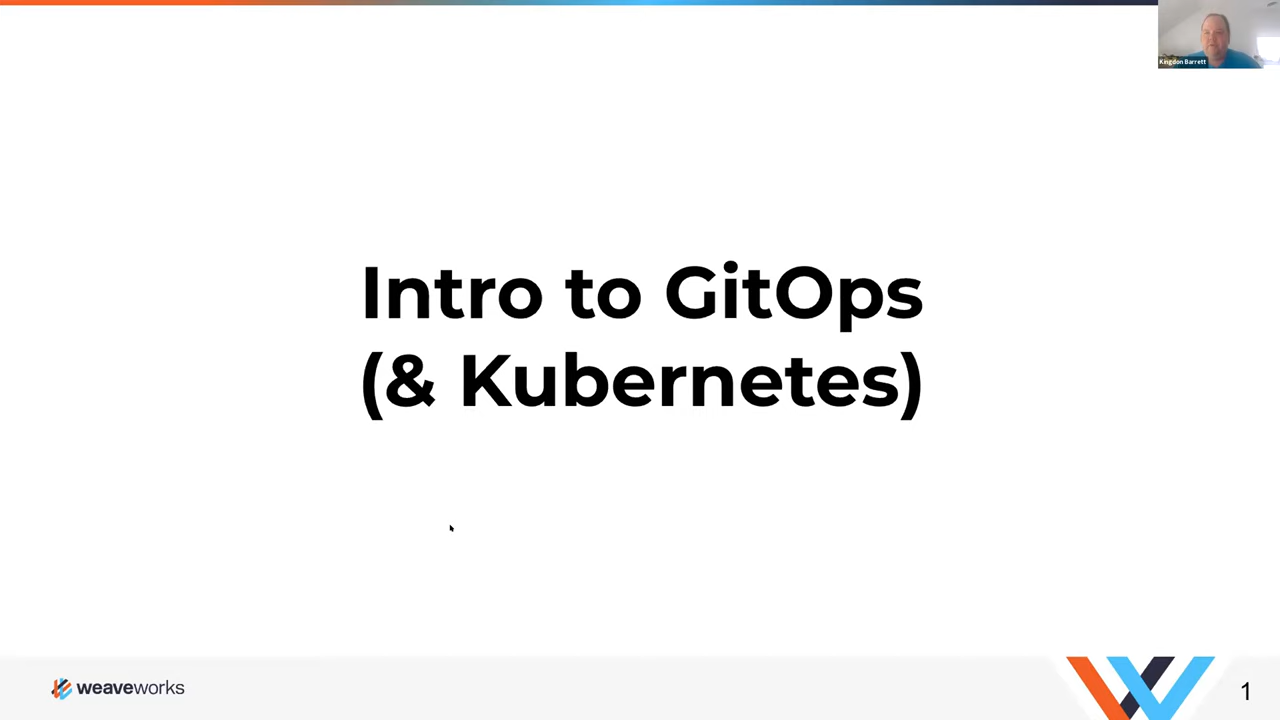 Kingdon Barrett
Intro to GitOps
(& Kubernetes)
weaveworks
1